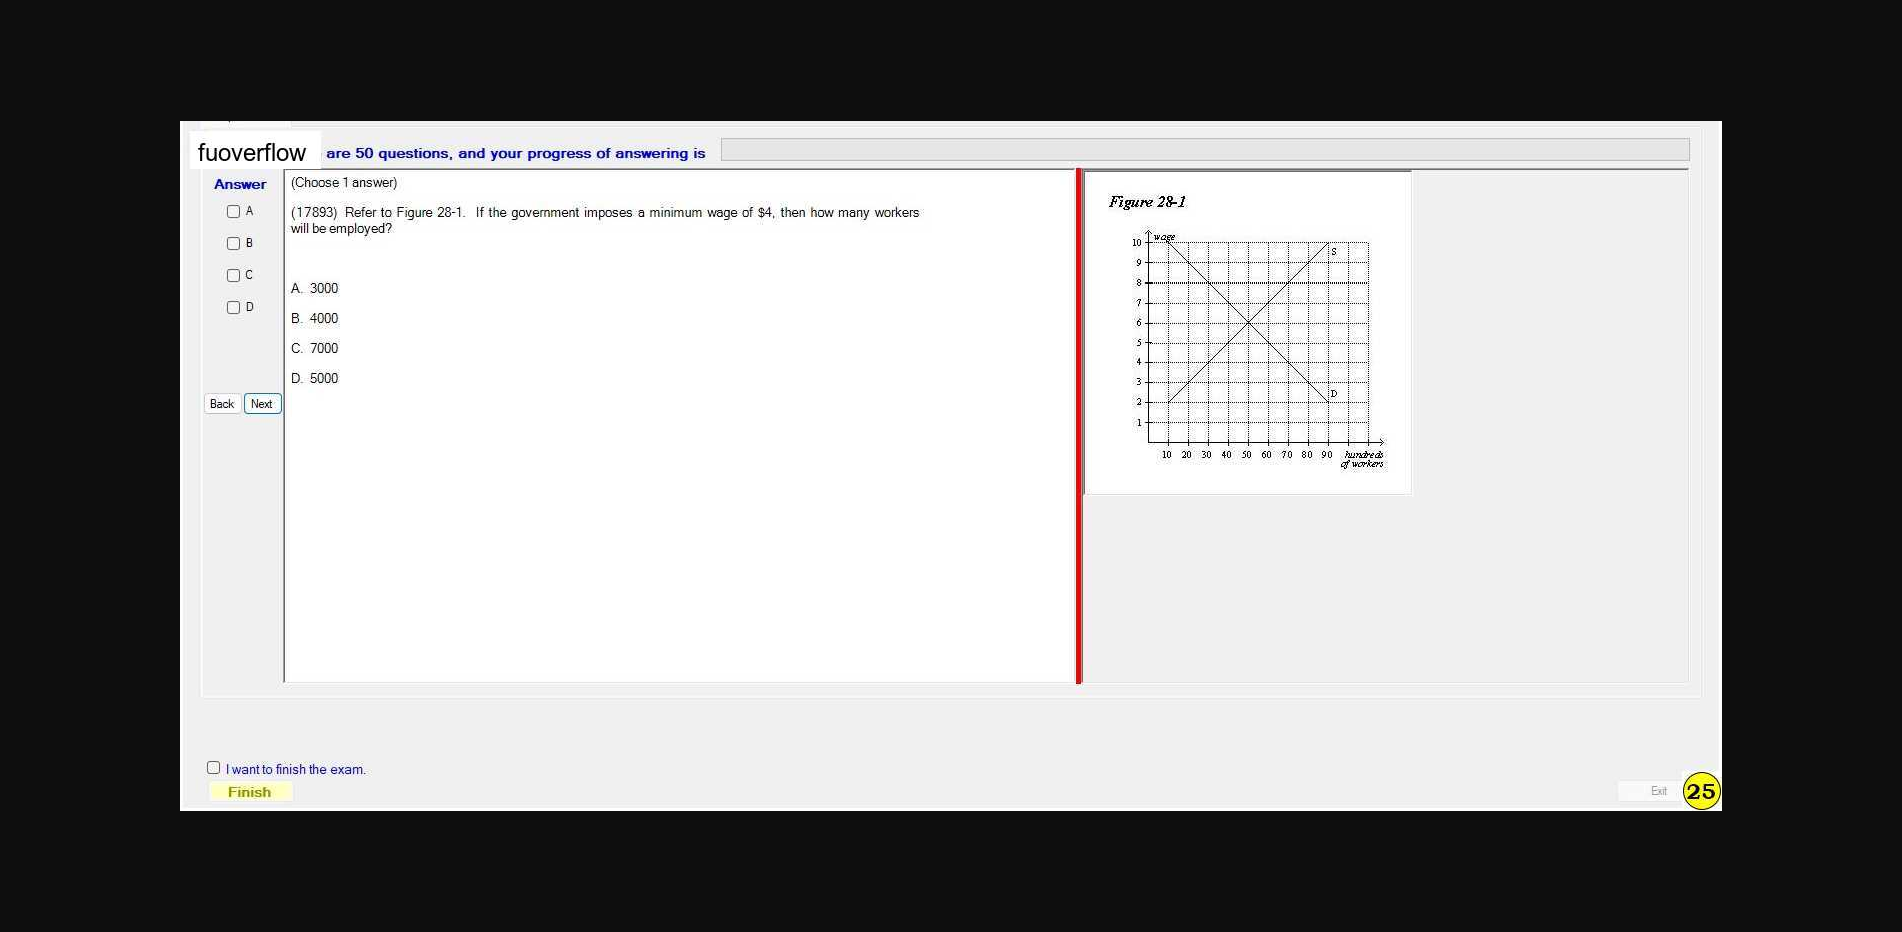 fuoverflow are 50 questions, and your progress of answering is
Answer
A
B
C
D
Back Next
(Choose 1 answer)
(17893) Refer to Figure 28-1. If the government imposes a minimum wage of $4, then how many workers
will be employed?
A. 3000
B. 4000
C. 7000
D. 5000
Figure 28-1
wage
10
9
8
7
6
5
4
3
2
1
S
D
10 20 30 40 50 60 70 80 90 hundreds
of workers
I want to finish the exam.
Finish
Exit 25